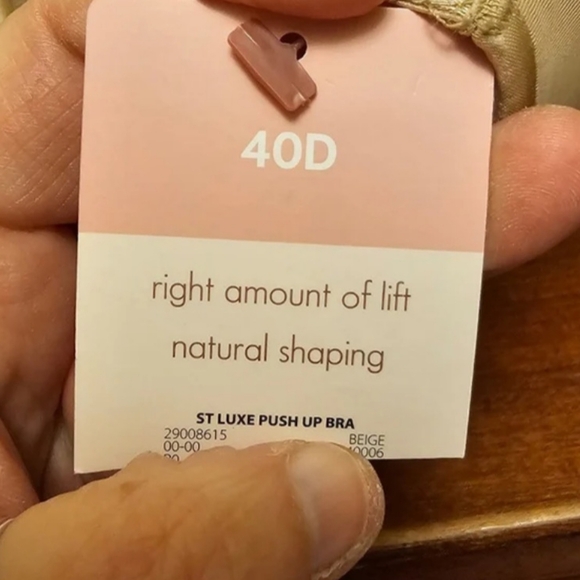 40D
right amount of lift
natural shaping
ST LUXE PUSH UP BRA
29008615 BEIGE
00-00